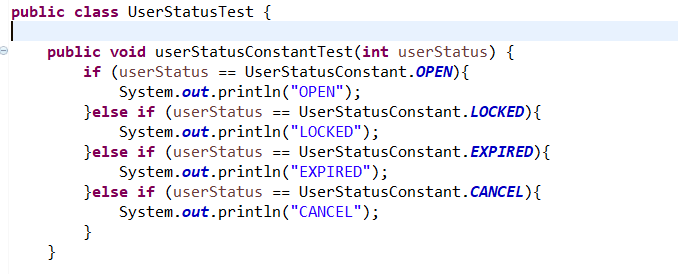 public class UserStatusTest {
public void userStatusConstantTest(int userStatus) {
if (userStatus == UserStatusConstant.OPEN){
System.out.println("OPEN");
}else if (userStatus == UserStatusConstant.LOCKED){
System.out.println("LOCKED");
}else if (userStatus == UserStatusConstant.EXPIRED){
System.out.println("EXPIRED");
}else if (userStatus == UserStatusConstant.CANCEL){
System.out.println("CANCEL");
}
}